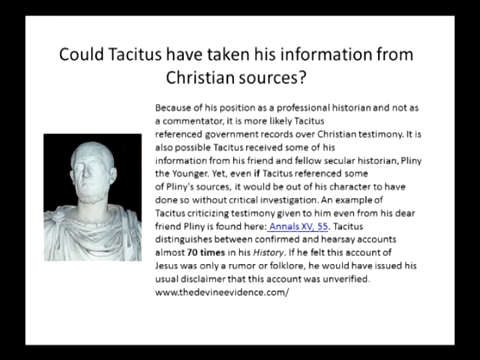 Could Tacitus have taken his information from
Christian sources?
Because of his position as a professional historian and not as
a commentator, it is more likely Tacitus
referenced government records over Christian testimony. It is
also possible Tacitus received some of his
information from his friend and fellow secular historian, Pliny
the Younger. Yet, even if Tacitus referenced some
of Pliny's sources, it would be out of his character to have
done so without critical investigation. An example of
Tacitus criticizing testimony given to him even from his dear
friend Pliny is found here: Annals XV, 55. Tacitus
distinguishes between confirmed and hearsay accounts
almost 70 times in his History. If he felt this account of
Jesus was only a rumor or folklore, he would have issued his
usual disclaimer that this account was unverified.
www.thedevineevidence.com/